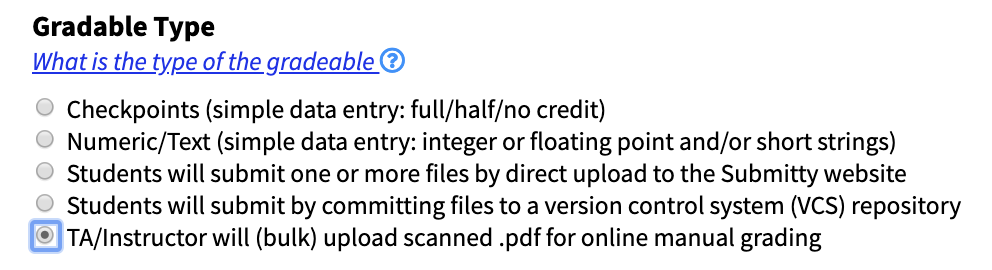 Gradable Type
What is the type of the gradeable ?
Checkpoints (simple data entry: full/half/no credit)
Numeric/Text (simple data entry: integer or floating point and/or short strings)
Students will submit one or more files by direct upload to the Submitty website
Students will submit by committing files to a version control system (VCS) repository
TA/Instructor will (bulk) upload scanned .pdf for online manual grading